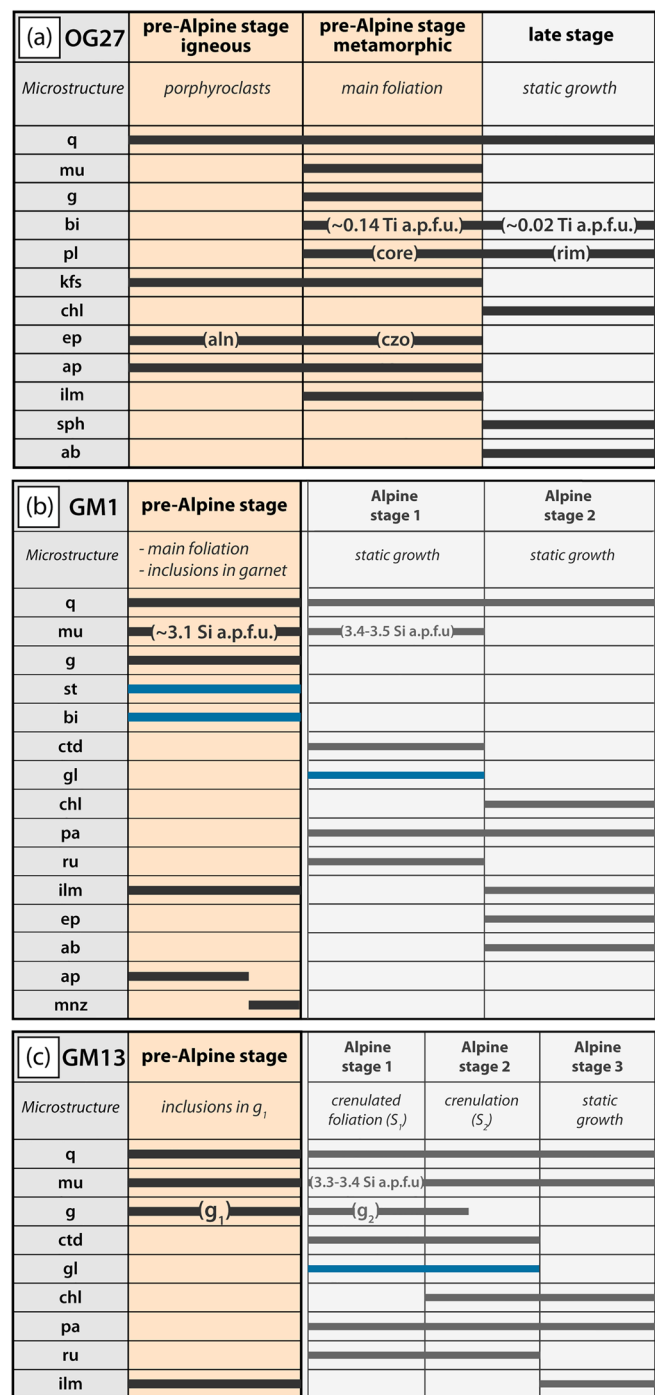 (a) OG27
pre-Alpine stage
igneous
pre-Alpine stage
metamorphic
late stage
Microstructure
porphyroclasts
main foliation
static growth
q
mu
g
bi (~0.14 Ti a.p.f.u.) (~0.02 Ti a.p.f.u.)
pl (core) (rim)
kfs
chl
ep (aln) (czo)
ap
ilm
sph
ab
(b) GM1
pre-Alpine stage
Alpine
stage 1
Alpine
stage 2
Microstructure
- main foliation
- inclusions in garnet
static growth
static growth
q
mu (~3.1 Si a.p.f.u.) (3.4-3.5 Si a.p.f.u)
g
st
bi
ctd
gl
chl
pa
ru
ilm
ep
ab
ap
mnz
(c) GM13
pre-Alpine stage
Alpine
stage 1
Alpine
stage 2
Alpine
stage 3
Microstructure
inclusions in g₁
crenulated
foliation (S₁)
crenulation
(S₂)
static
growth
q
mu (3.3-3.4 Si a.p.f.u)
g (g₁) (g₂)
ctd
gl
chl
pa
ru
ilm